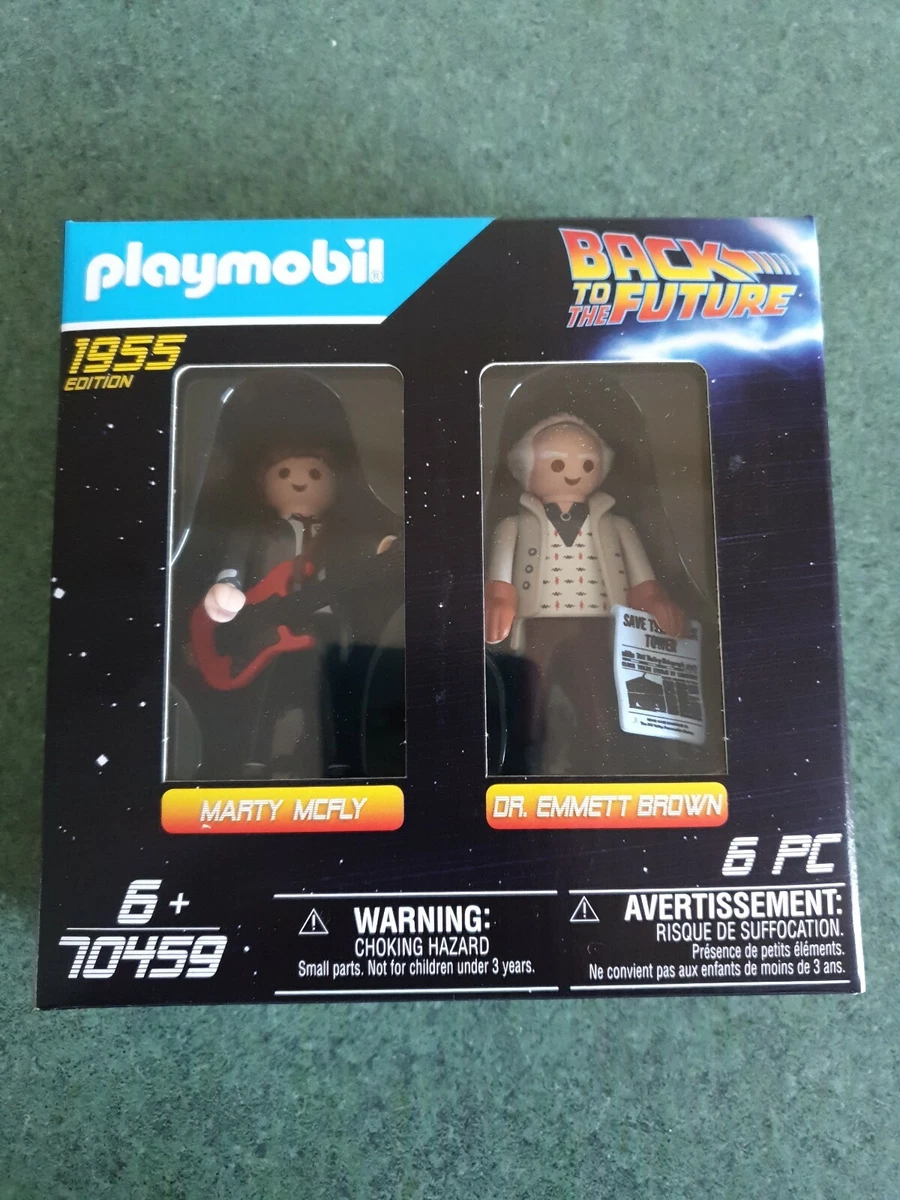 playmobil®
BACK
TO THE FUTURE
1955
EDITION
SAVE
TOWER
MARTY MCFLY
DR. EMMETT BROWN
6 PC
6 +
70459
WARNING:
CHOKING HAZARD
Small parts. Not for children under 3 years.
AVERTISSEMENT:
RISQUE DE SUFFOCATION.
Présence de petits éléments.
Ne convient pas aux enfants de moins de 3 ans.